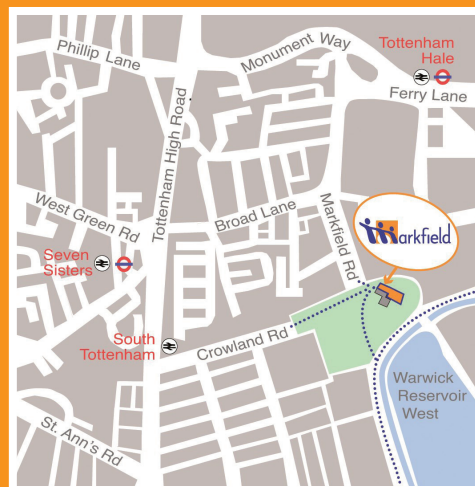 Phillip Lane
Monument Way
Tottenham
Hale
Ferry Lane
Tottenham High Road
West Green Rd
Broad Lane
Markfield Rd
Markfield
Seven
Sisters
South
Tottenham
Crowland Rd
Warwick
Reservoir
West
St. Ann's Rd